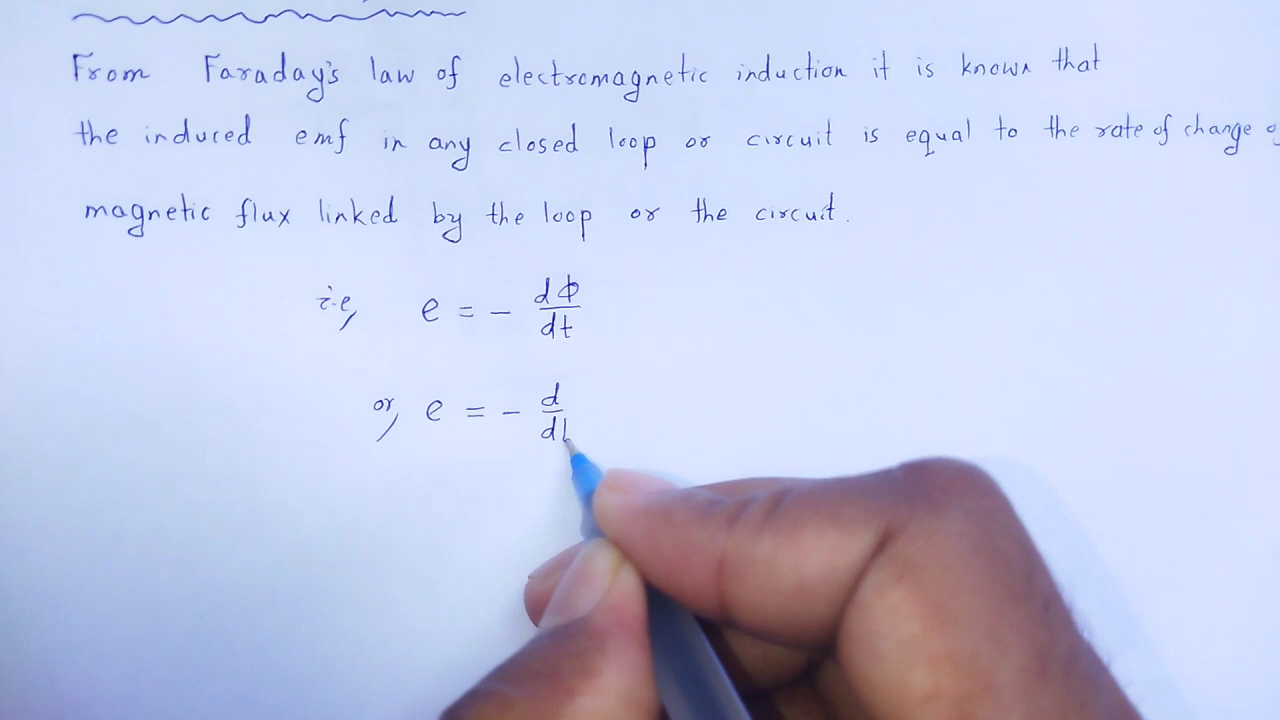 From Faraday's law of electromagnetic induction it is known that
the induced emf in any closed loop or circuit is equal to the rate of change
magnetic flux linked by the loop or the circuit.
i.e, e = - dΦ/dt
or, e = - d/dt